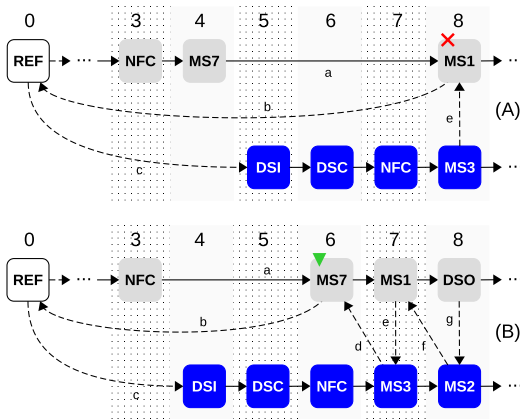 0 3 4 5 6 7 8
REF ··· NFC MS7 a MS1 ···
b
(A)
e
c
DSI DSC NFC MS3 ···
0 3 4 5 6 7 8
REF ··· NFC a MS7 MS1 DSO ···
b e g
(B)
d f
c
DSI DSC NFC MS3 MS2 ···